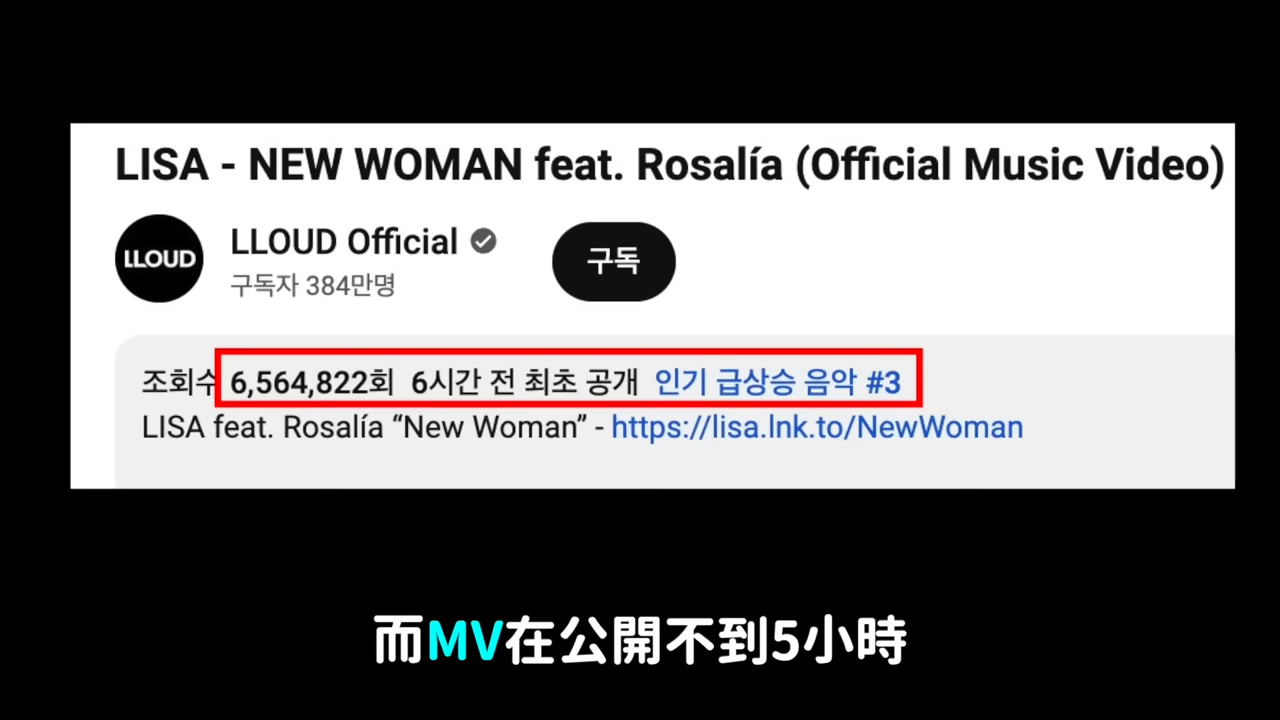 LISA - NEW WOMAN feat. Rosalía (Official Music Video)
LLOUD
LLOUD Official
구독자 384만명
구독
조회수 6,564,822회 6시간 전 최초 공개 인기 급상승 음악 #3
LISA feat. Rosalía “New Woman” - https://lisa.lnk.to/NewWoman
而MV在公開不到5小時